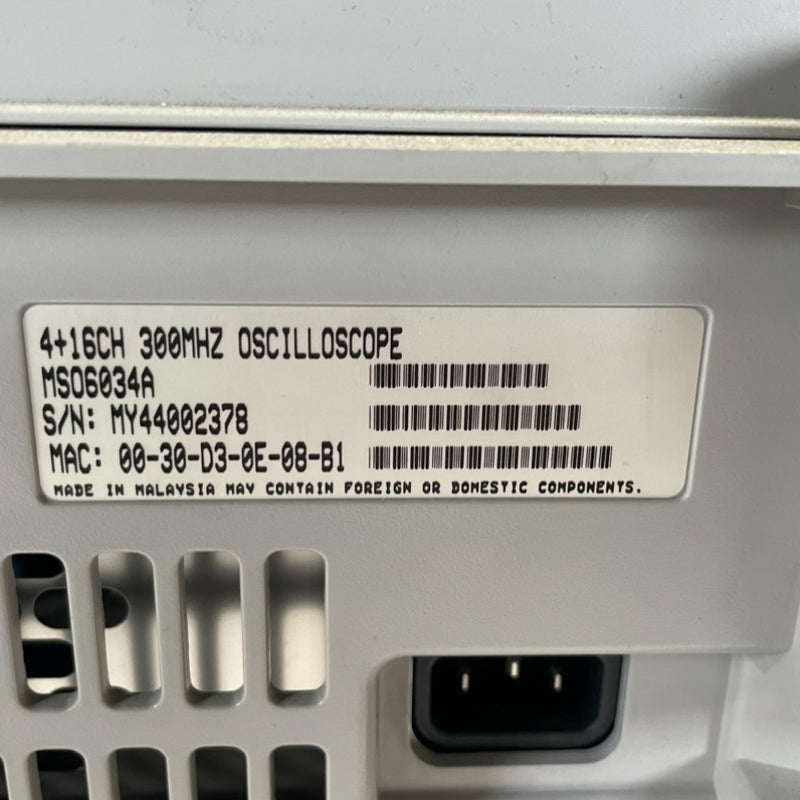 4+16CH 300MHZ OSCILLOSCOPE
MSO6034A
S/N: MY44002378
MAC: 00-30-D3-0E-08-B1
MADE IN MALAYSIA MAY CONTAIN FOREIGN OR DOMESTIC COMPONENTS.